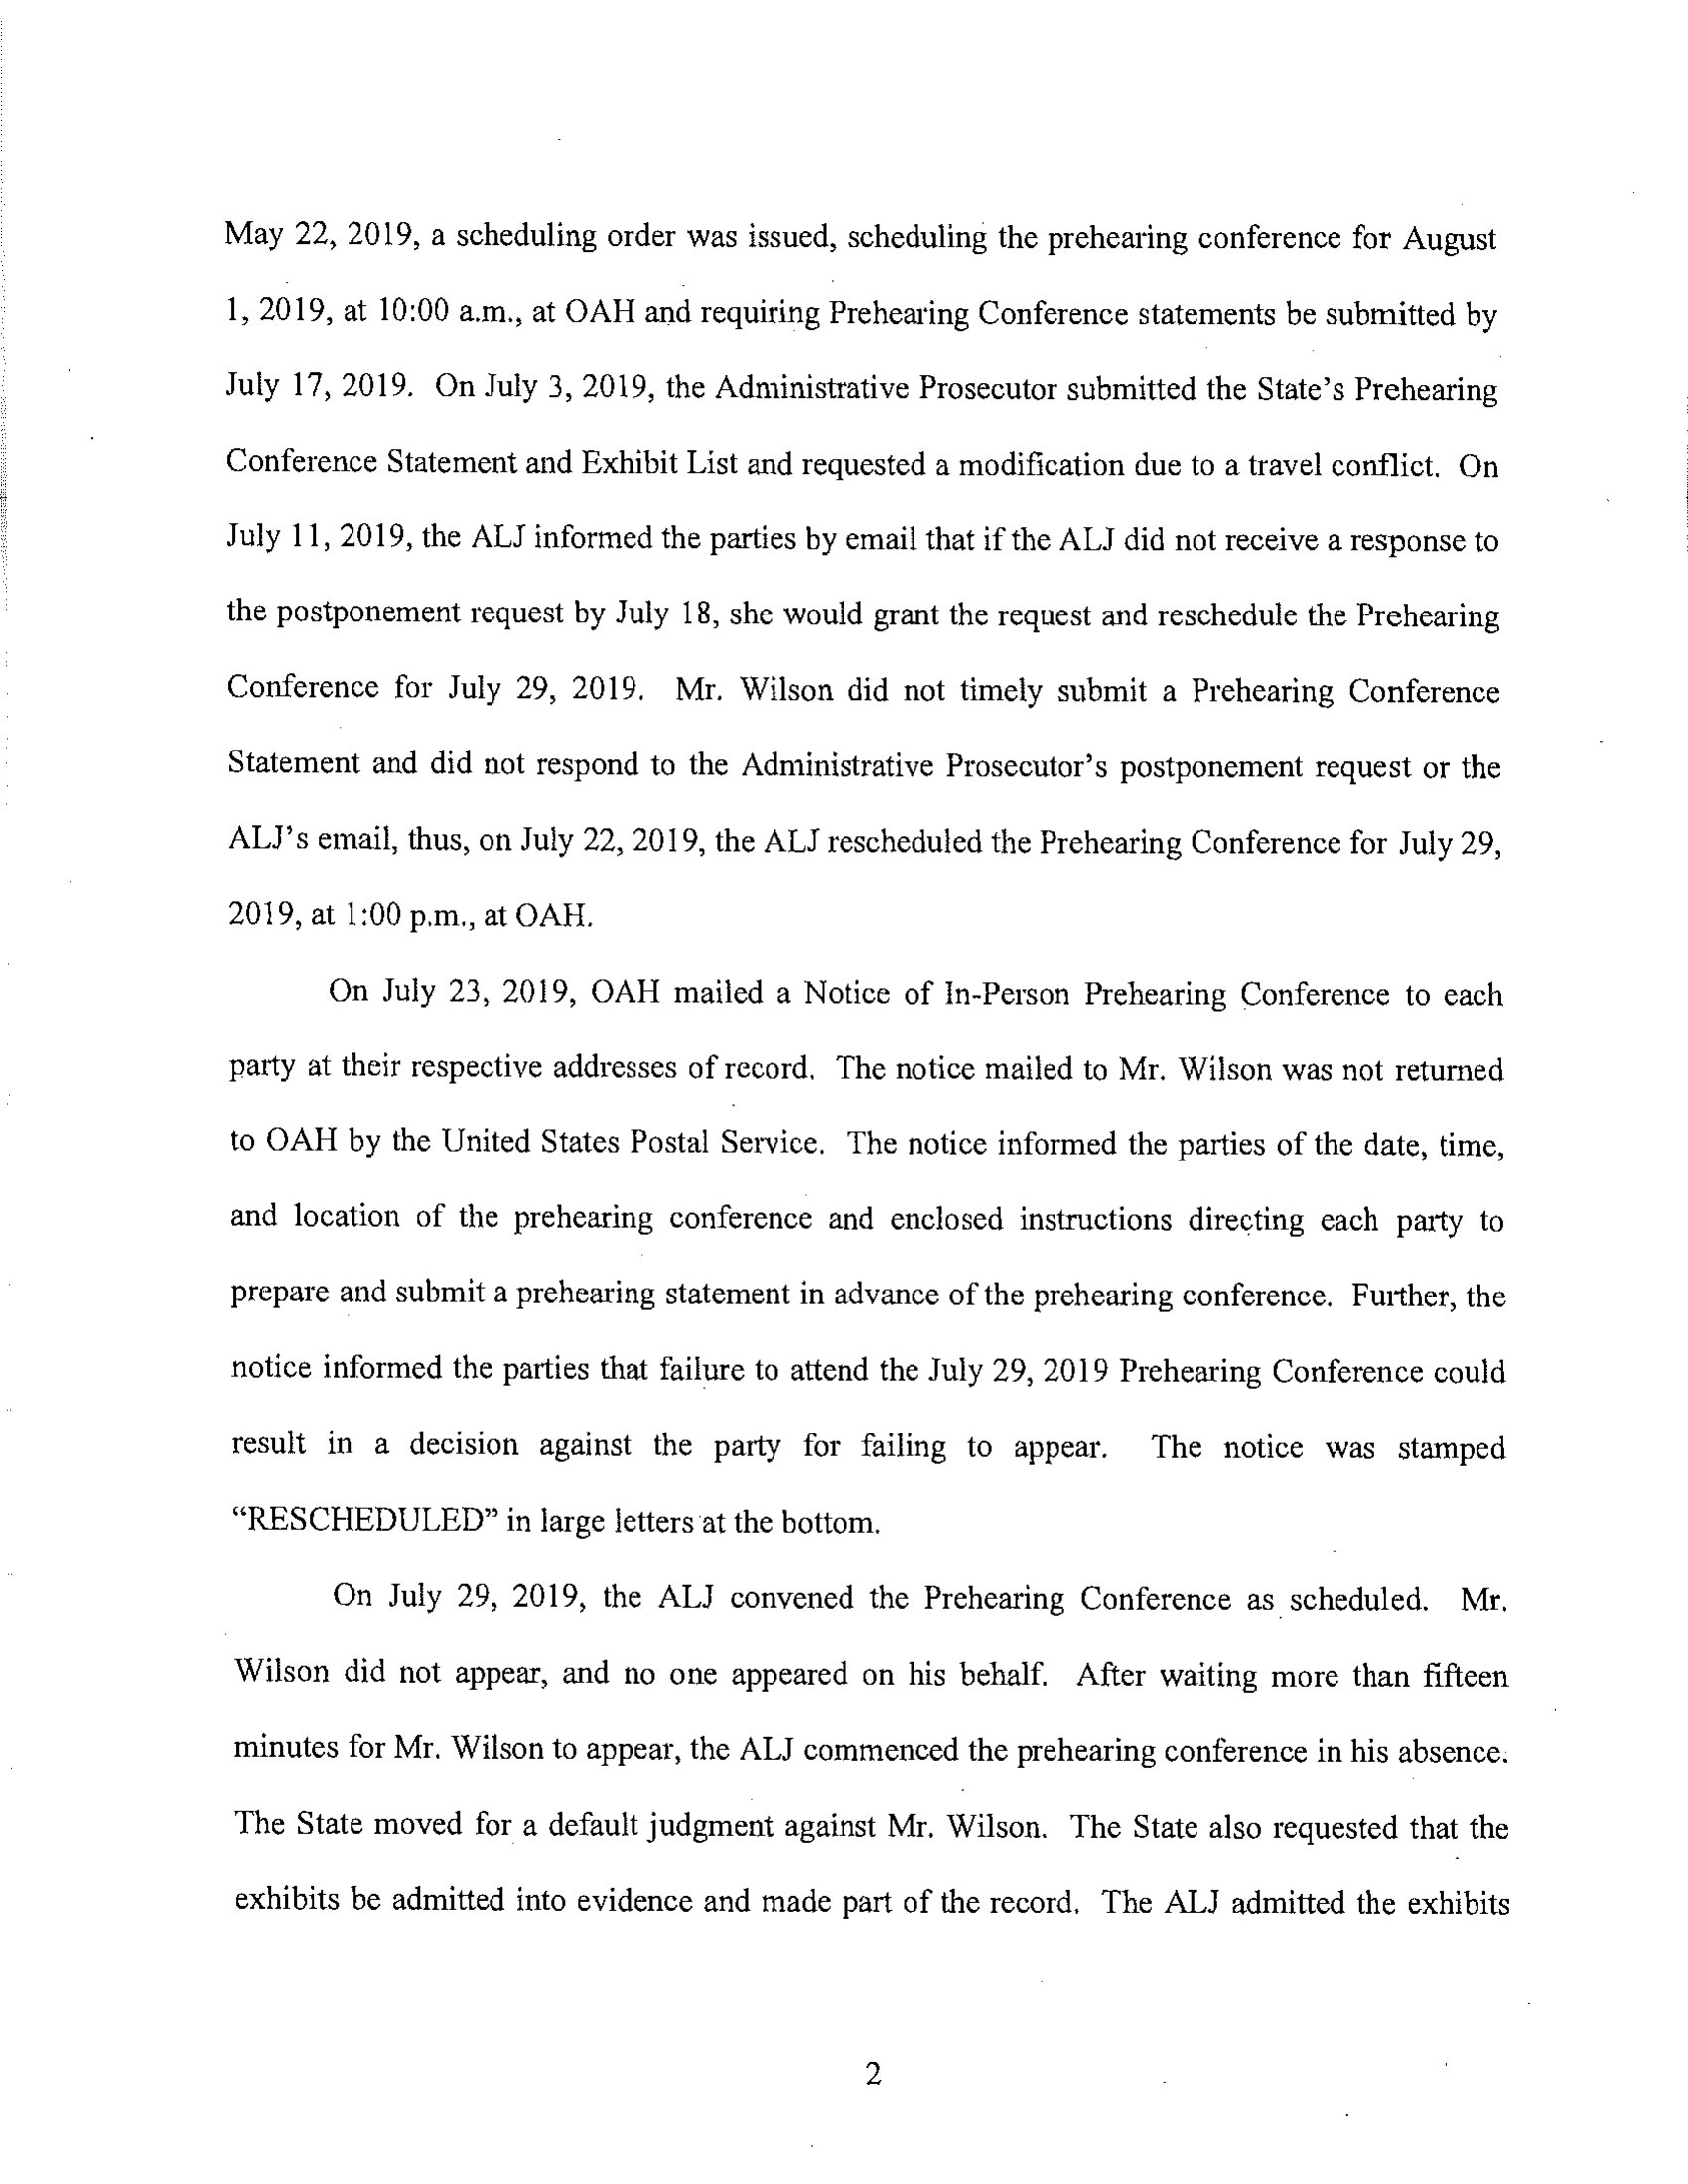 May 22, 2019, a scheduling order was issued, scheduling the prehearing conference for August
1, 2019, at 10:00 a.m., at OAH and requiring Prehearing Conference statements be submitted by
July 17, 2019. On July 3, 2019, the Administrative Prosecutor submitted the State's Prehearing
Conference Statement and Exhibit List and requested a modification due to a travel conflict. On
July 11, 2019, the ALJ informed the parties by email that if the ALJ did not receive a response to
the postponement request by July 18, she would grant the request and reschedule the Prehearing
Conference for July 29, 2019. Mr. Wilson did not timely submit a Prehearing Conference
Statement and did not respond to the Administrative Prosecutor's postponement request or the
ALJ's email, thus, on July 22, 2019, the ALJ rescheduled the Prehearing Conference for July 29,
2019, at 1:00 p.m., at OAH.
On July 23, 2019, OAH mailed a Notice of In-Person Prehearing Conference to each
party at their respective addresses of record. The notice mailed to Mr. Wilson was not returned
to OAH by the United States Postal Service. The notice informed the parties of the date, time,
and location of the prehearing conference and enclosed instructions directing each party to
prepare and submit a prehearing statement in advance of the prehearing conference. Further, the
notice informed the parties that failure to attend the July 29, 2019 Prehearing Conference could
result in a decision against the party for failing to appear. The notice was stamped
“RESCHEDULED” in large letters at the bottom.
On July 29, 2019, the ALJ convened the Prehearing Conference as scheduled. Mr.
Wilson did not appear, and no one appeared on his behalf. After waiting more than fifteen
minutes for Mr. Wilson to appear, the ALJ commenced the prehearing conference in his absence.
The State moved for a default judgment against Mr. Wilson. The State also requested that the
exhibits be admitted into evidence and made part of the record. The ALJ admitted the exhibits
2